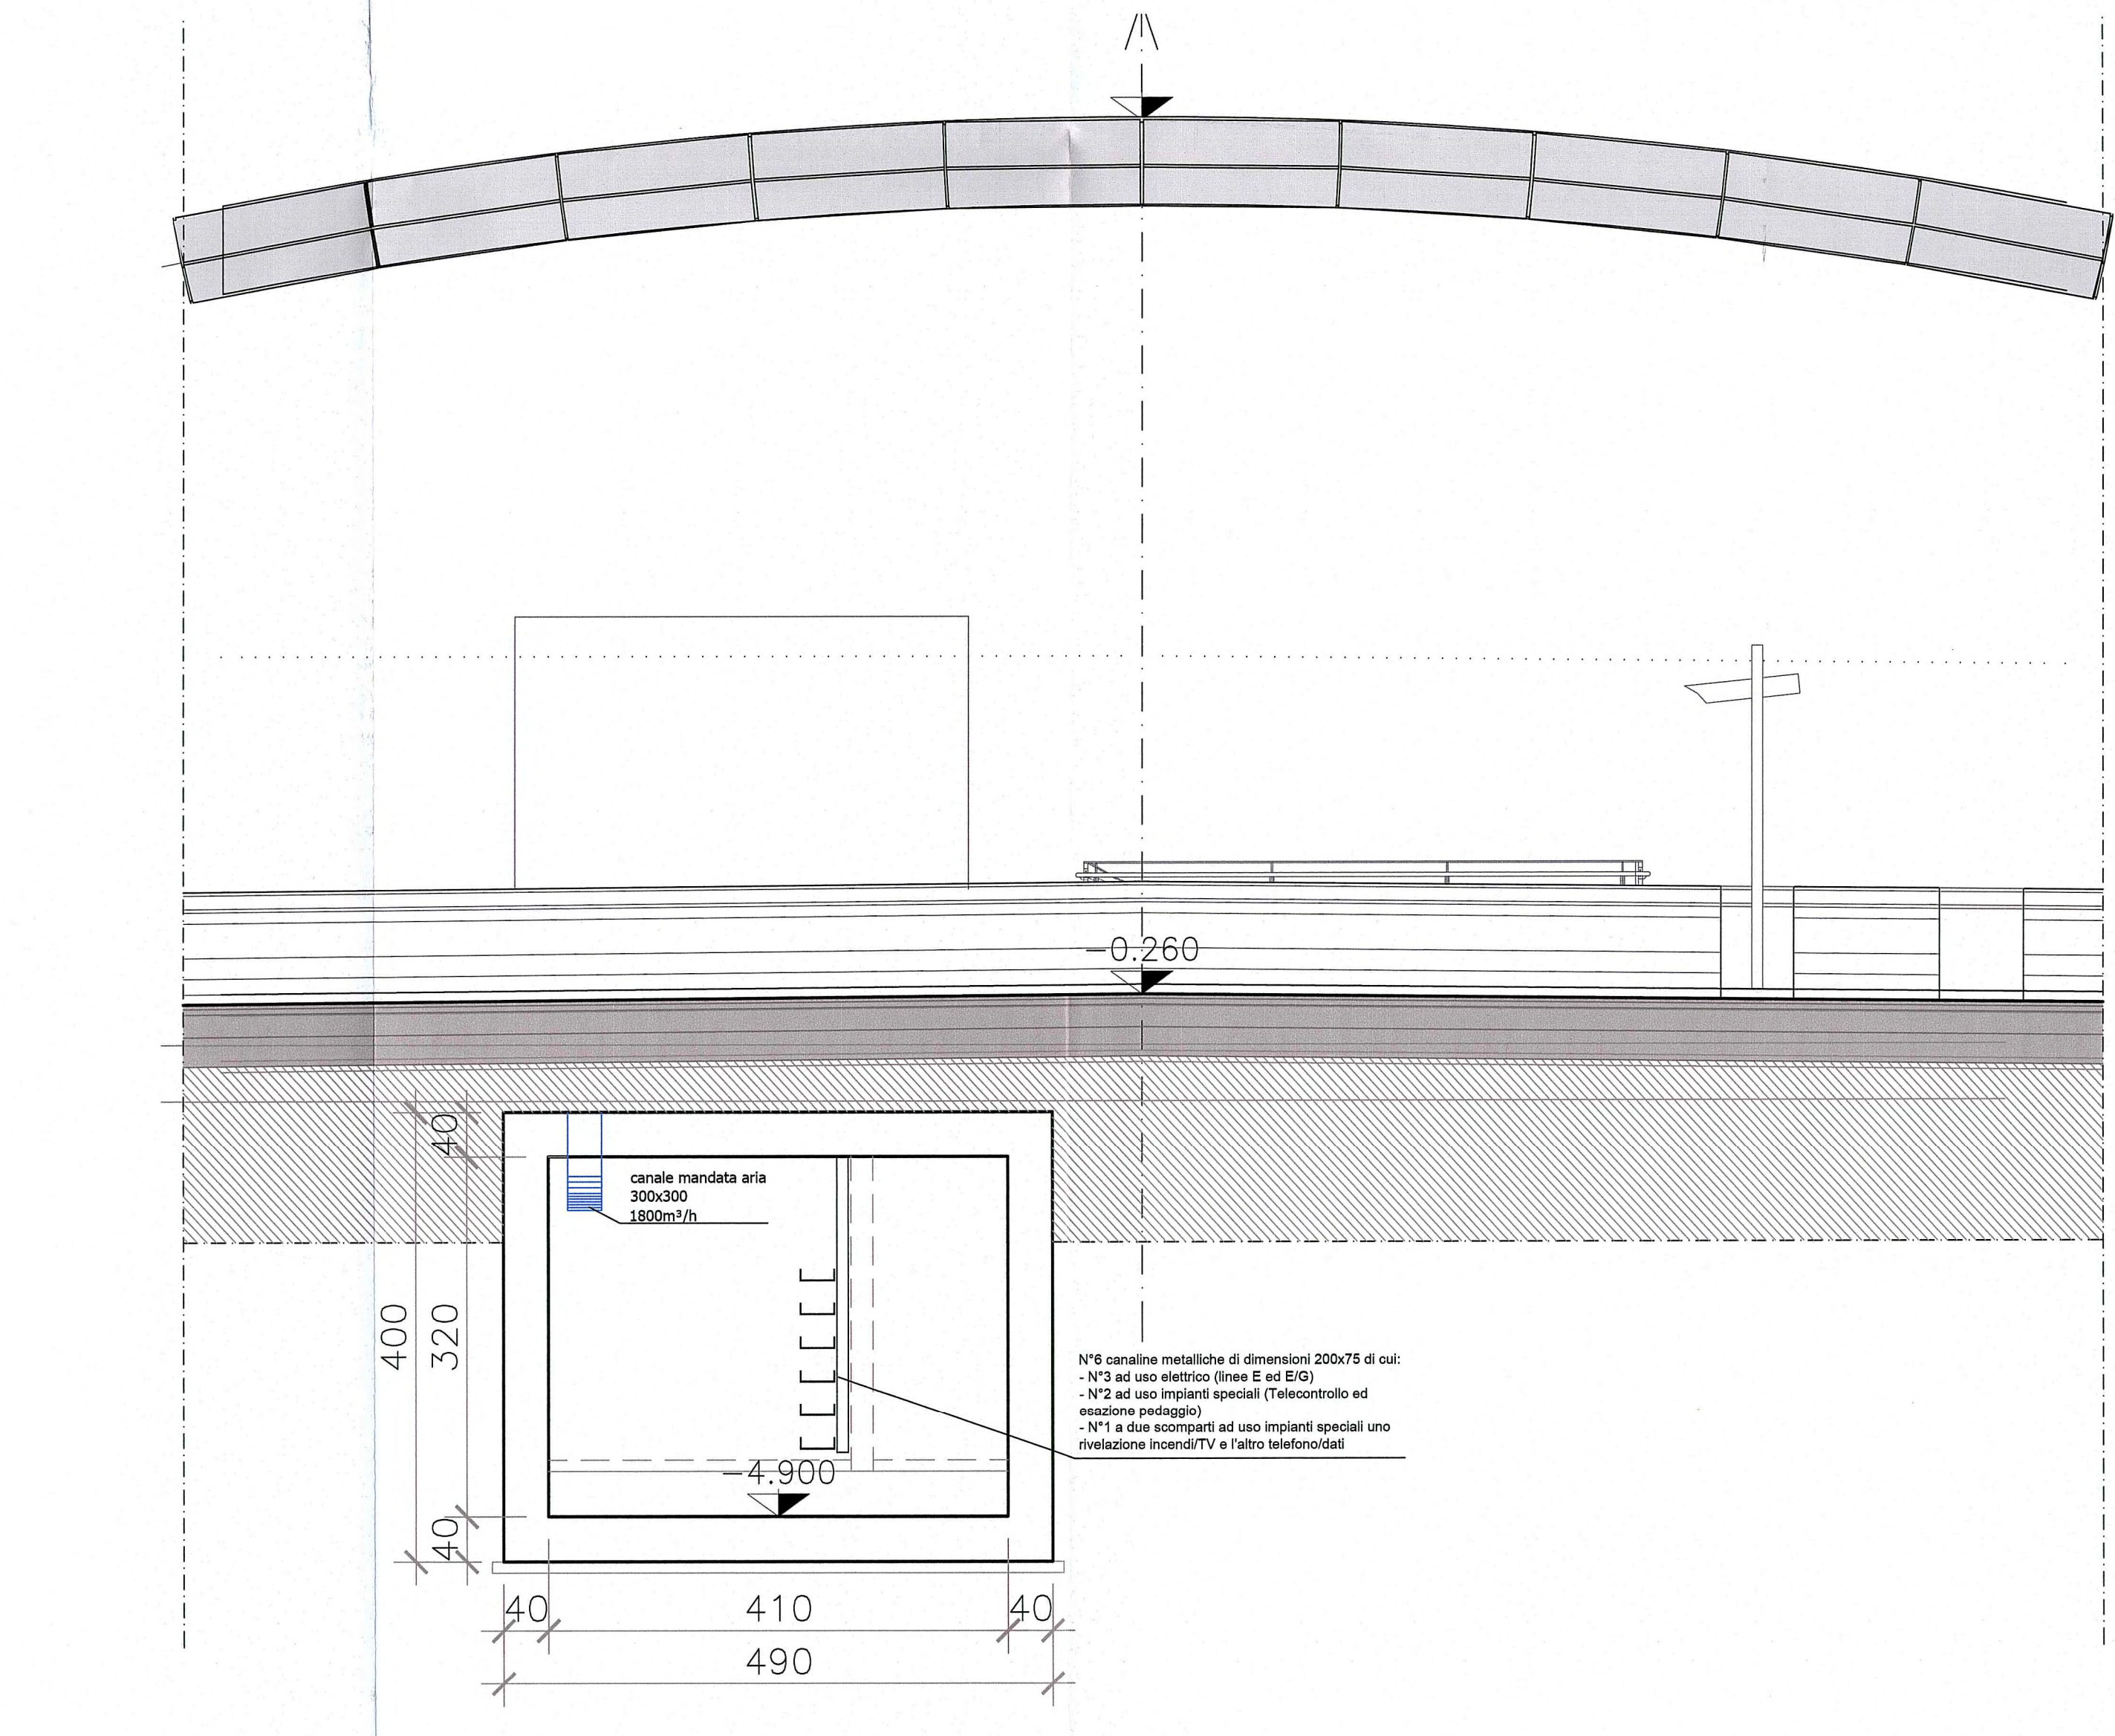 -0.260
40
canale mandata aria
300x300
1800m³/h
400
320
N°6 canaline metalliche di dimensioni 200x75 di cui:
- N°3 ad uso elettrico (linee E ed E/G)
- N°2 ad uso impianti speciali (Telecontrollo ed
esazione pedaggio)
- N°1 a due scomparti ad uso impianti speciali uno
rivelazione incendi/TV e l'altro telefono/dati
-4.900
40
40
410
40
490